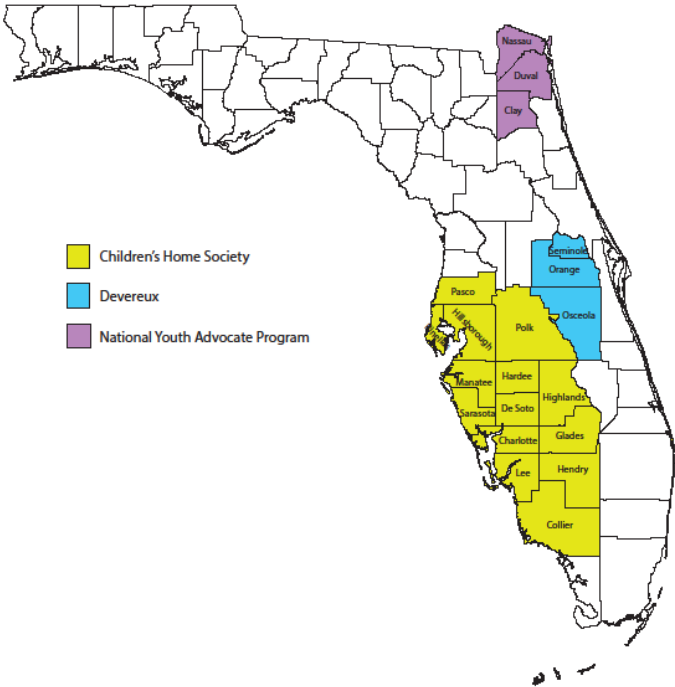 Nassau
Duval
Clay
Seminole
Orange
Osceola
Children's Home Society
Devereux
National Youth Advocate Program
Pasco
Hillsborough
Pinellas
Polk
Manatee
Hardee
Highlands
Sarasota
De Soto
Charlotte
Glades
Lee
Hendry
Collier